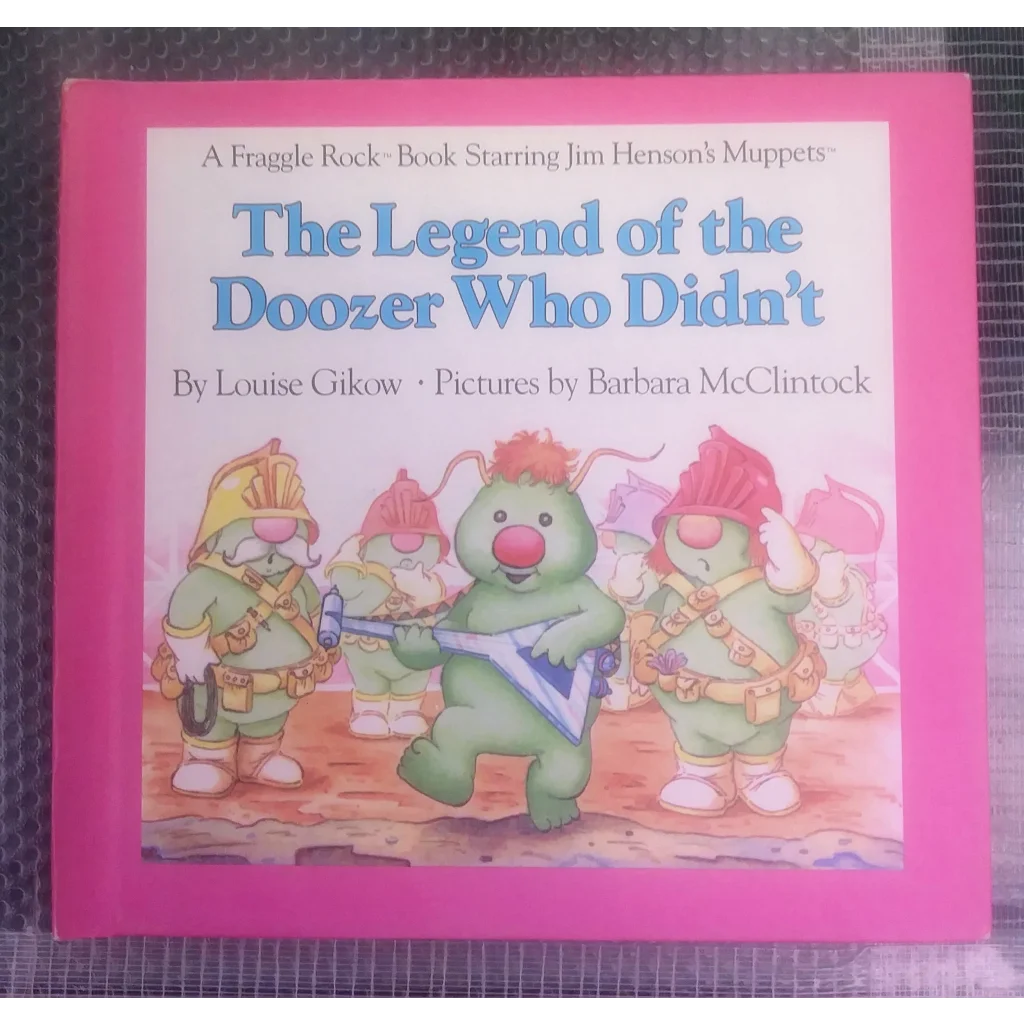 A Fraggle Rock™ Book Starring Jim Henson's Muppets™
The Legend of the
Doozer Who Didn't
By Louise Gikow · Pictures by Barbara McClintock